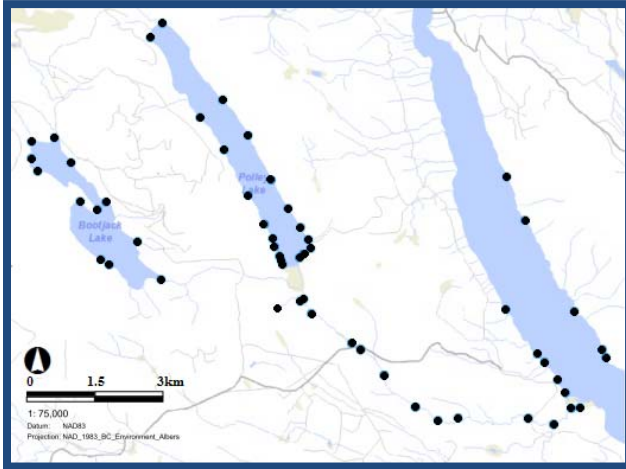 Polley
Lake
Bootjack
Lake
0 1.5 3km
1: 75,000
Datum: NAD83
Projection: NAD_1983_BC_Environment_Albers